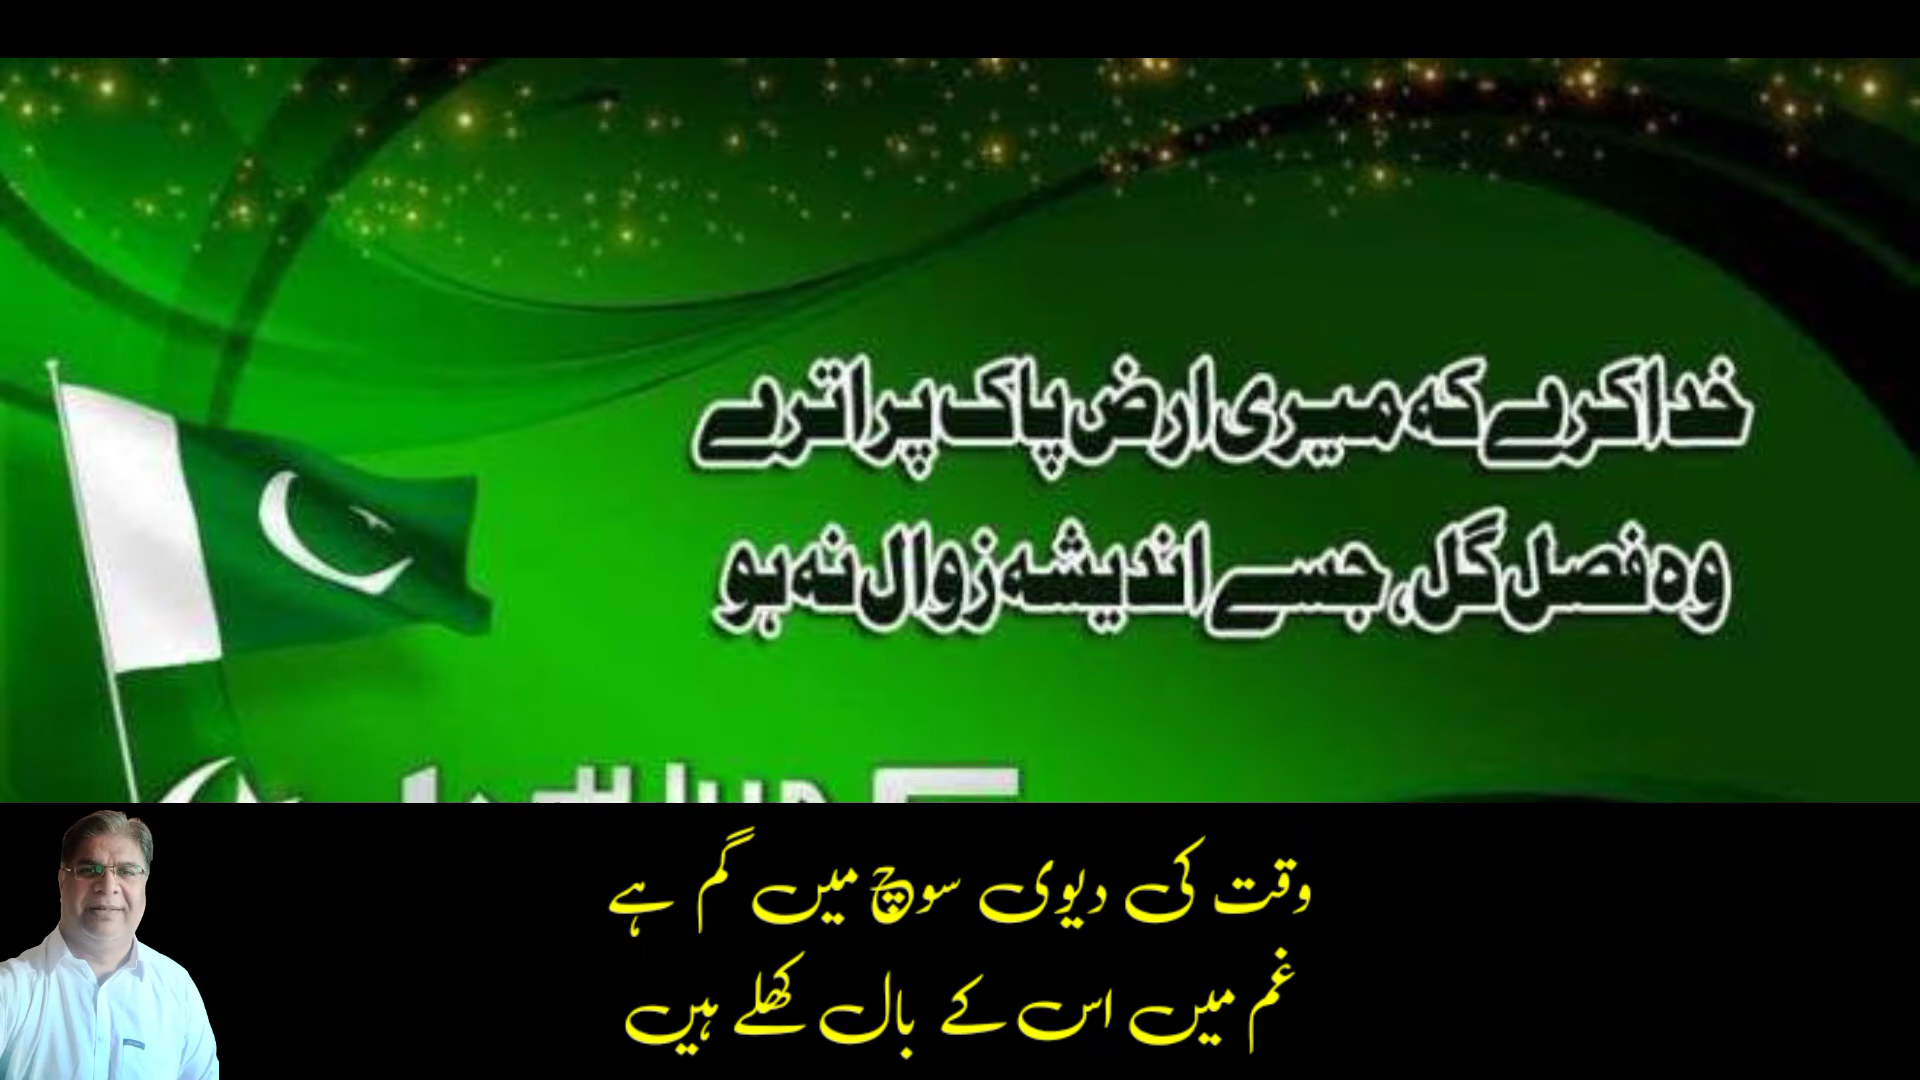 خدا کرے کہ میری ارض پاک پر اترے
وہ فصل گل، جسے اندیشہ زوال نہ ہو
وقت کی دیوی سوچ میں گم ہے
غم میں اس کے بال کھلے ہیں